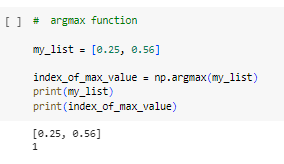 [ ] # argmax function
my_list = [0.25, 0.56]
index_of_max_value = np.argmax(my_list)
print(my_list)
print(index_of_max_value)
[0.25, 0.56]
1